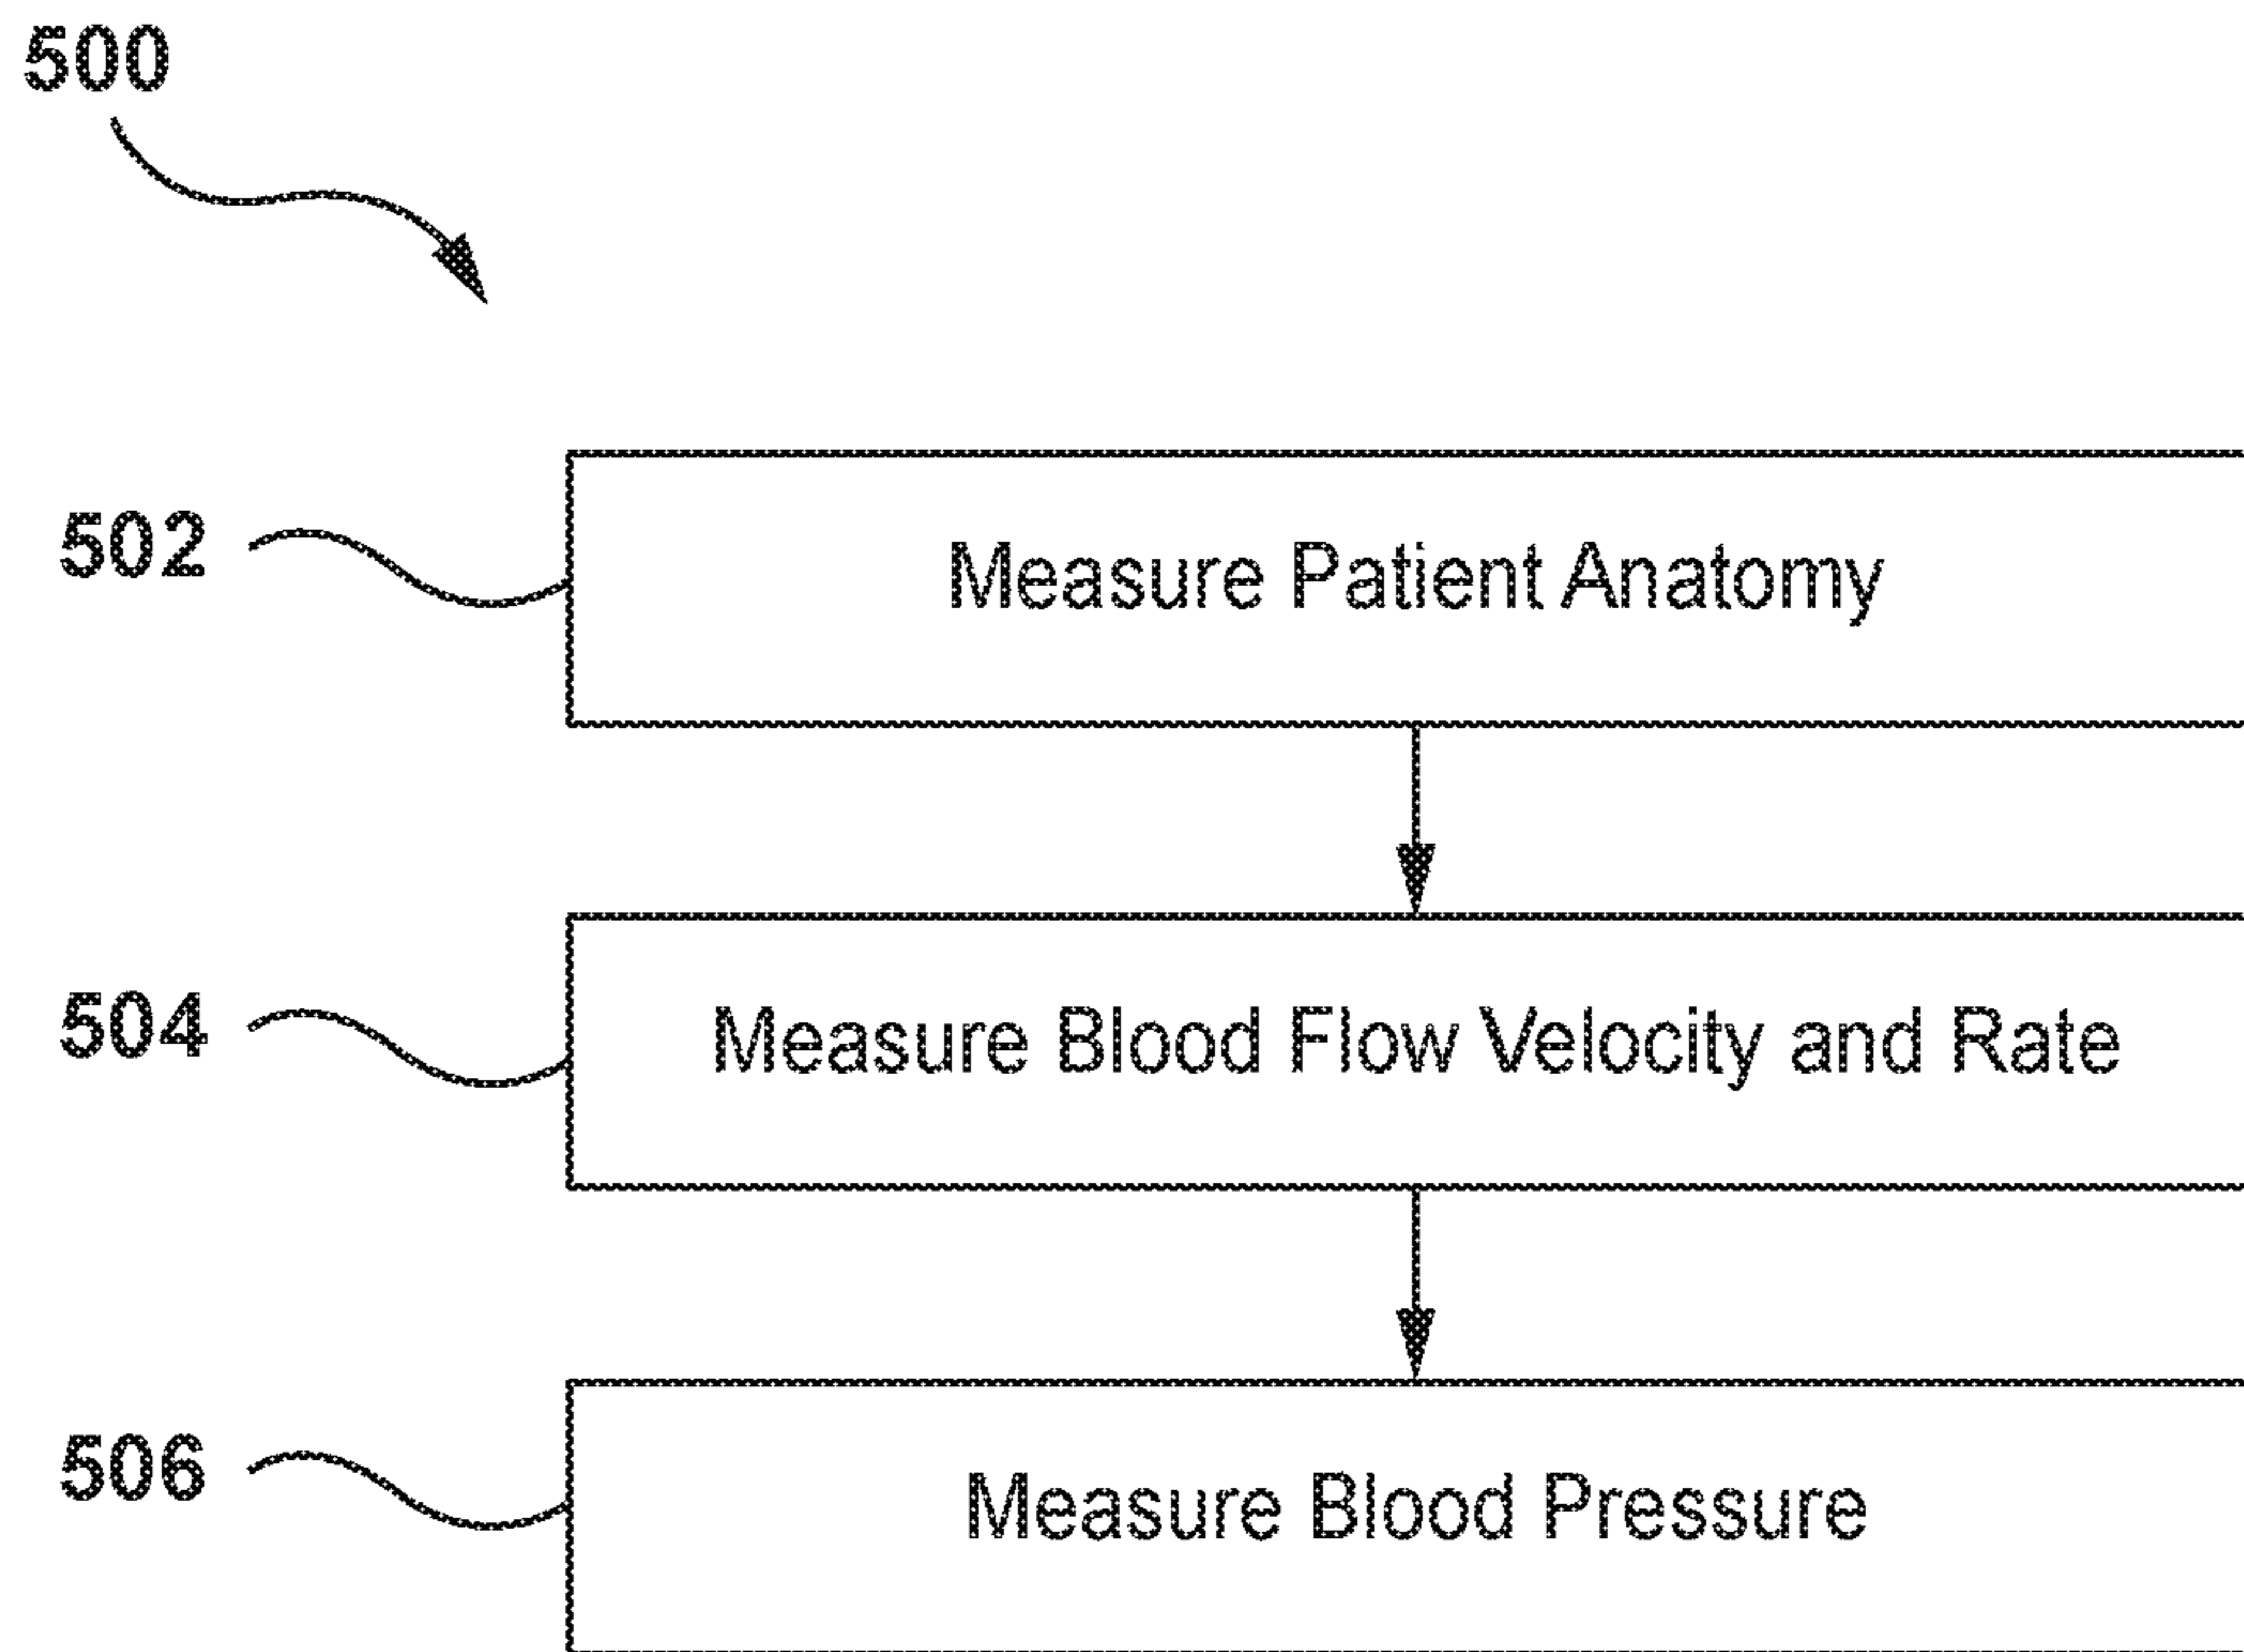 500
502
Measure Patient Anatomy
504
Measure Blood Flow Velocity and Rate
506
Measure Blood Pressure